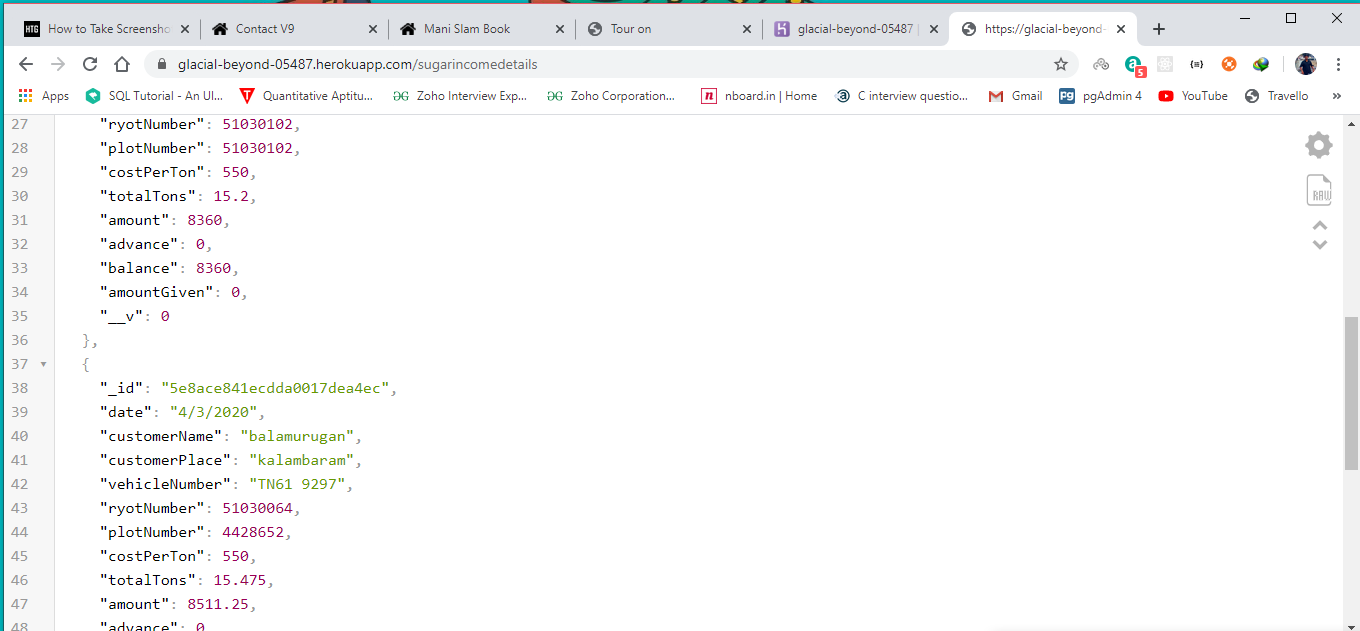 HTG How to Take Screensho
Contact V9
Mani Slam Book
Tour on
glacial-beyond-05487 |
https://glacial-beyond-
glacial-beyond-05487.herokuapp.com/sugarincomedetails
a 5
Apps
SQL Tutorial - An Ul...
Quantitative Aptitu...
Zoho Interview Exp...
Zoho Corporation...
n nboard.in | Home
C interview questio...
Gmail
Pg pgAdmin 4
YouTube
Travello
»
27 "ryotNumber": 51030102,
28 "plotNumber": 51030102,
29 "costPerTon": 550,
30 "totalTons": 15.2,
31 "amount": 8360,
32 "advance": 0,
33 "balance": 8360,
34 "amountGiven": 0,
35 "__v": 0
36 },
37 {
38 "_id": "5e8ace841ecdda0017dea4ec",
39 "date": "4/3/2020",
40 "customerName": "balamurugan",
41 "customerPlace": "kalambaram",
42 "vehicleNumber": "TN61 9297",
43 "ryotNumber": 51030064,
44 "plotNumber": 4428652,
45 "costPerTon": 550,
46 "totalTons": 15.475,
47 "amount": 8511.25,
48 "advance": 0
RAW